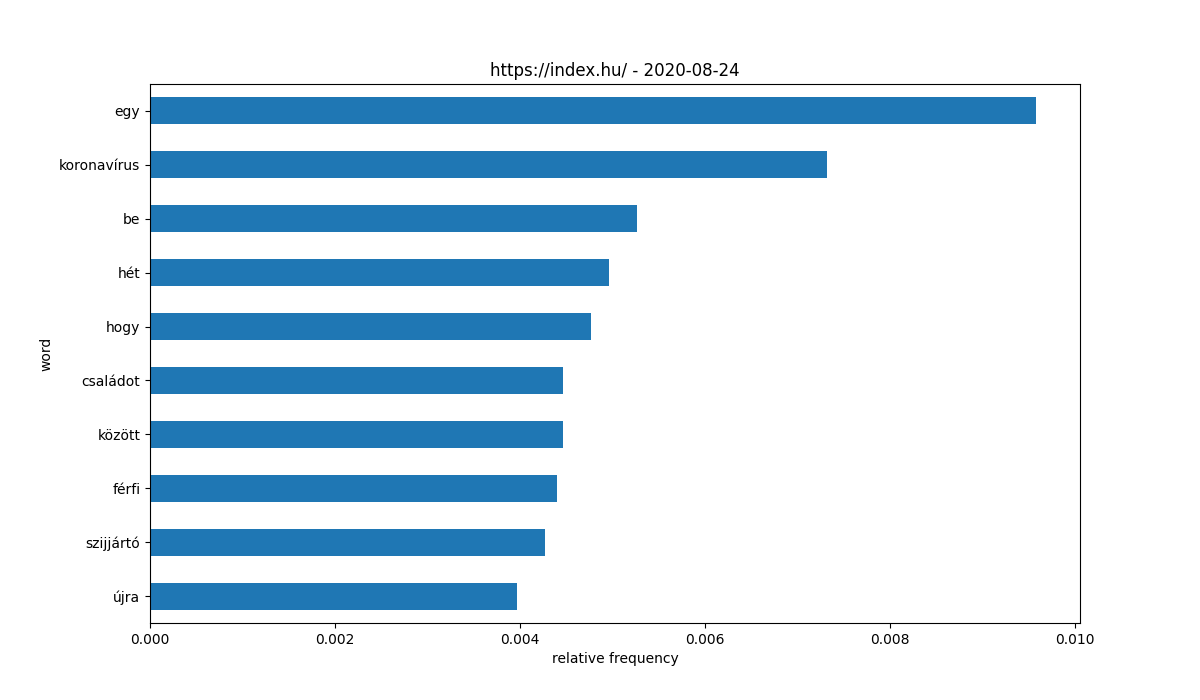 https://index.hu/ - 2020-08-24
egy
koronavírus
be
hét
hogy
családot
között
férfi
szijjártó
újra
word
0.000 0.002 0.004 0.006 0.008 0.010
relative frequency